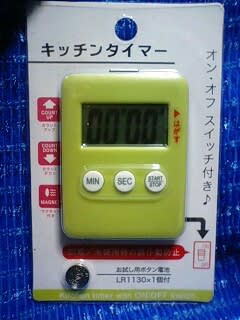 キッチンタイマー
オン・オフ スイッチ付き♪
COUNT
UP
COUNT
DOWN
MAGNET
はがす
00:00
MIN
SEC
START
STOP
お試し用ボタン電池
LR1130×1個付
Kitchen timer with ON/OFF switch